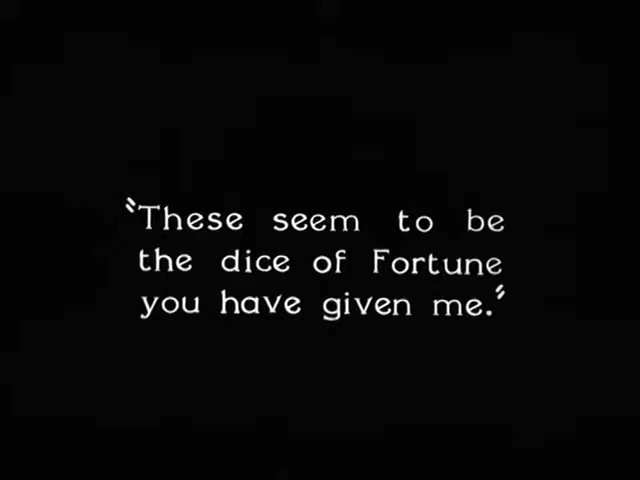 "These seem to be
the dice of Fortune
you have given me."